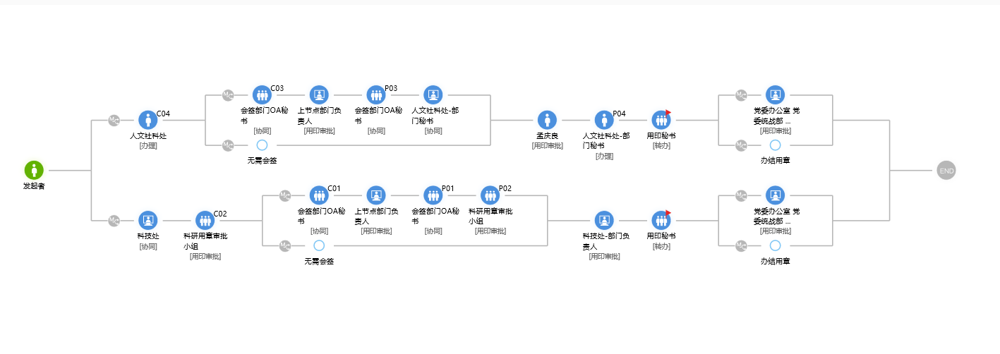 C03
会签部门OA秘
书
[协同]
上节点部门负
责人
[用印审批]
P03
会签部门OA秘
书
[协同]
人文社科处-部
门秘书
[协同]
党委办公室 党
委统战部 ...
[用印审批]
C04
人文社科处
[办理]
无需会签
孟庆良
[用印审批]
P04
人文社科处-部
门秘书
[办理]
用印秘书
[转办]
办结用章
发起者
END
C01
会签部门OA秘
书
[协同]
上节点部门负
责人
[用印审批]
P01
会签部门OA秘
书
[协同]
P02
科研用章审批
小组
[用印审批]
党委办公室 党
委统战部 ...
[用印审批]
科技处
[协同]
C02
科研用章审批
小组
[用印审批]
无需会签
科技处-部门负
责人
[用印审批]
用印秘书
[转办]
办结用章